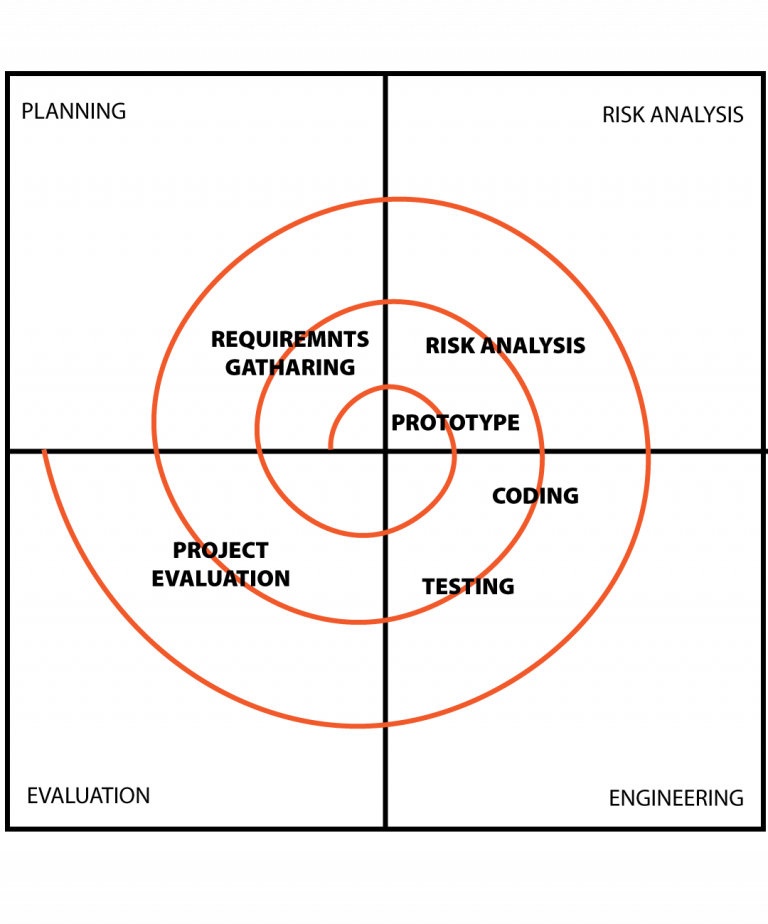 PLANNING
RISK ANALYSIS
REQUIREMNTS
GATHARING
RISK ANALYSIS
PROTOTYPE
CODING
PROJECT
EVALUATION
TESTING
EVALUATION
ENGINEERING